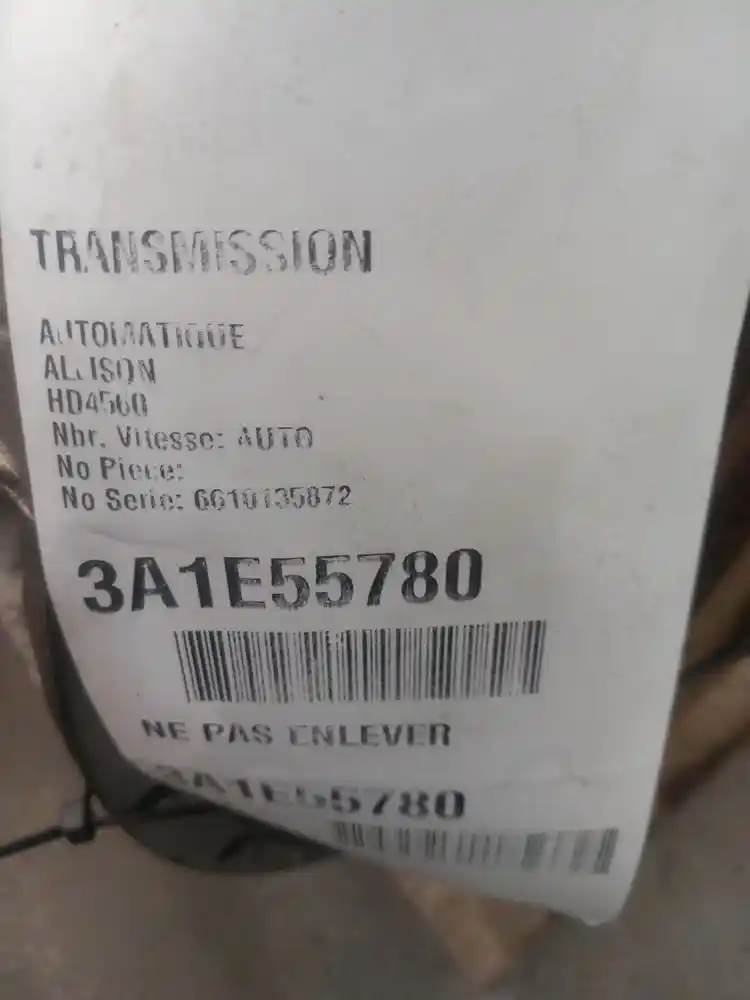 TRANSMISSION
AUTOMATIQUE
ALLISON
HD4560
Nbr. Vitesse: AUTO
No Piece:
No Serie: 6610135872
3A1E55780
NE PAS ENLEVER
3A1E55780